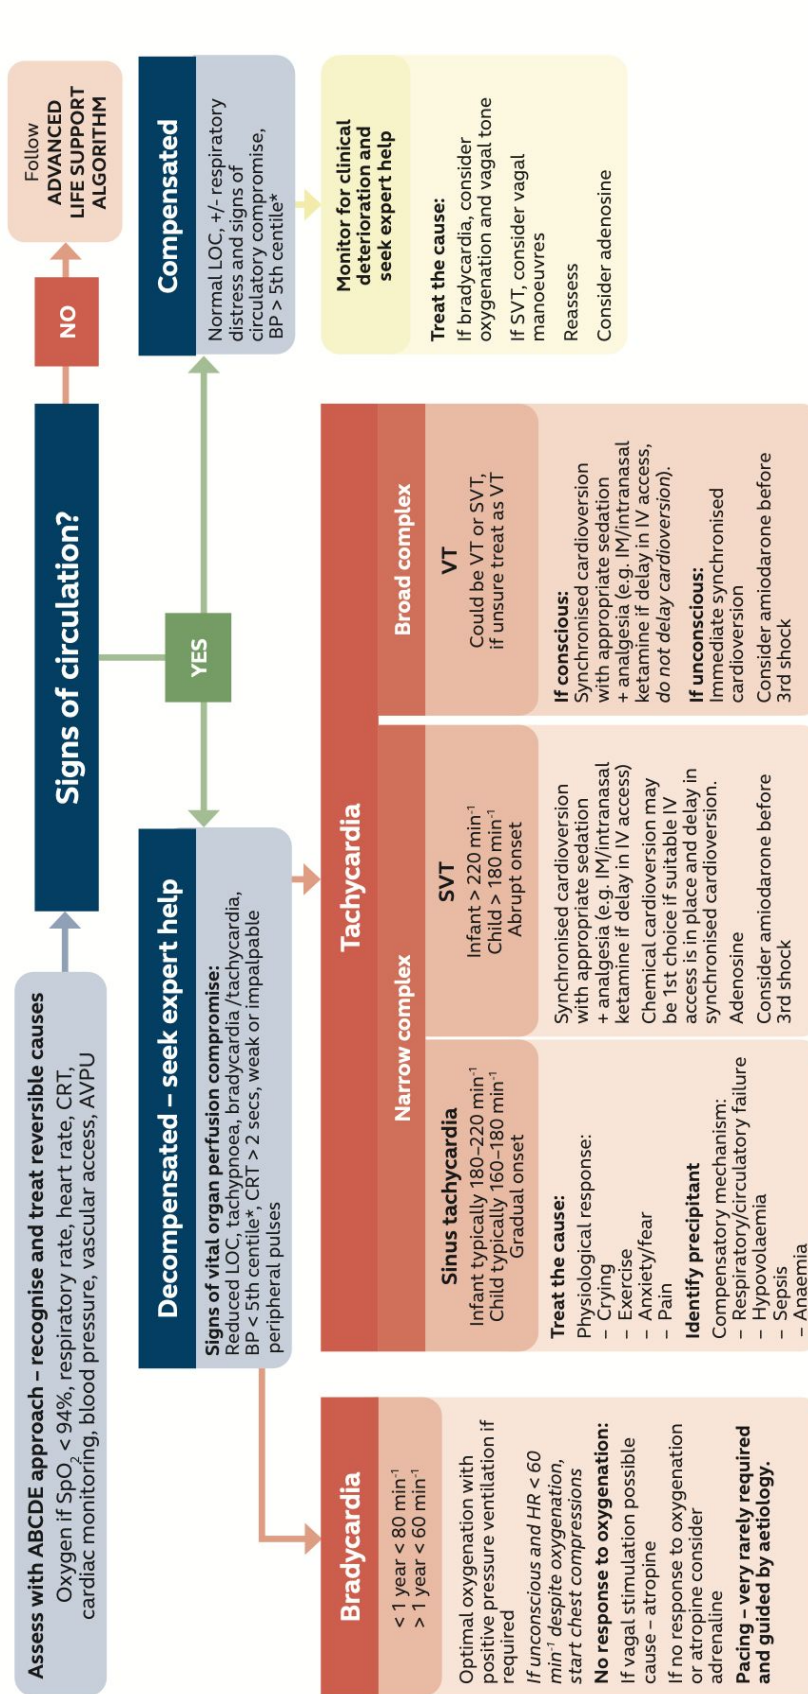 Assess with ABCDE approach – recognise and treat reversible causes
Oxygen if SpO₂ < 94%, respiratory rate, heart rate, CRT,
cardiac monitoring, blood pressure, vascular access, AVPU
Signs of circulation?
NO
Follow
ADVANCED
LIFE SUPPORT
ALGORITHM
YES
Decompensated – seek expert help
Signs of vital organ perfusion compromise:
Reduced LOC, tachypnoea, bradycardia /tachycardia,
BP < 5th centile*, CRT > 2 secs, weak or impalpable
peripheral pulses
Compensated
Normal LOC, +/- respiratory
distress and signs of
circulatory compromise,
BP > 5th centile*
Bradycardia
< 1 year < 80 min⁻¹
> 1 year < 60 min⁻¹
Optimal oxygenation with
positive pressure ventilation if
required
If unconscious and HR < 60
min⁻¹ despite oxygenation,
start chest compressions
No response to oxygenation:
If vagal stimulation possible
cause – atropine
If no response to oxygenation
or atropine consider
adrenaline
Pacing – very rarely required
and guided by aetiology.
Tachycardia
Narrow complex
Sinus tachycardia
Infant typically 180–220 min⁻¹
Child typically 160–180 min⁻¹
Gradual onset
Treat the cause:
Physiological response:
– Crying
– Exercise
– Anxiety/fear
– Pain
Identify precipitant
Compensatory mechanism:
– Respiratory/circulatory failure
– Hypovolaemia
– Sepsis
– Anaemia
SVT
Infant > 220 min⁻¹
Child > 180 min⁻¹
Abrupt onset
Synchronised cardioversion
with appropriate sedation
+ analgesia (e.g. IM/intranasal
ketamine if delay in IV access)
Chemical cardioversion may
be 1st choice if suitable IV
access is in place and delay in
synchronised cardioversion.
Adenosine
Consider amiodarone before
3rd shock
Broad complex
VT
Could be VT or SVT,
if unsure treat as VT
If conscious:
Synchronised cardioversion
with appropriate sedation
+ analgesia (e.g. IM/intranasal
ketamine if delay in IV access,
do not delay cardioversion).
If unconscious:
Immediate synchronised
cardioversion
Consider amiodarone before
3rd shock
Monitor for clinical
deterioration and
seek expert help
Treat the cause:
If bradycardia, consider
oxygenation and vagal tone
If SVT, consider vagal
manoeuvres
Reassess
Consider adenosine